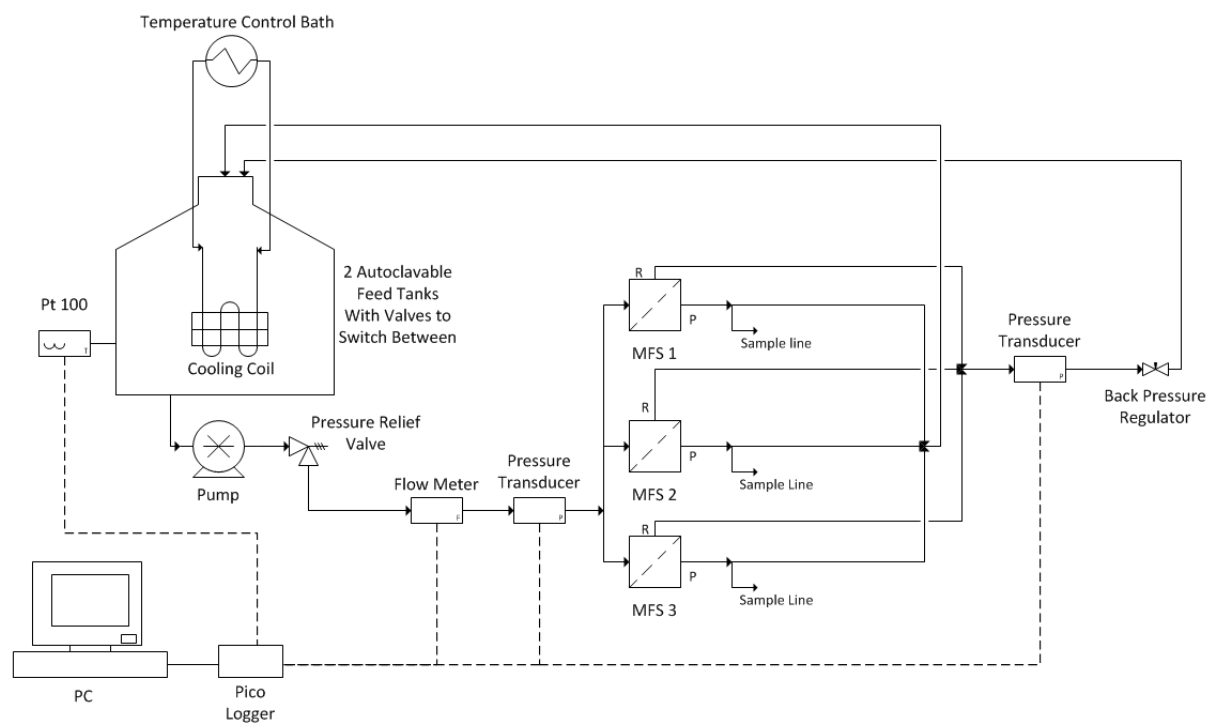 Temperature Control Bath
2 Autoclavable
Feed Tanks
With Valves to
Switch Between
Pt 100
T
Cooling Coil
Pressure Relief
Valve
Pump
Flow Meter
F
Pressure
Transducer
P
R
P
Sample line
MFS 1
R
P
Sample Line
MFS 2
R
P
Sample Line
MFS 3
Pressure
Transducer
P
Back Pressure
Regulator
PC
Pico
Logger